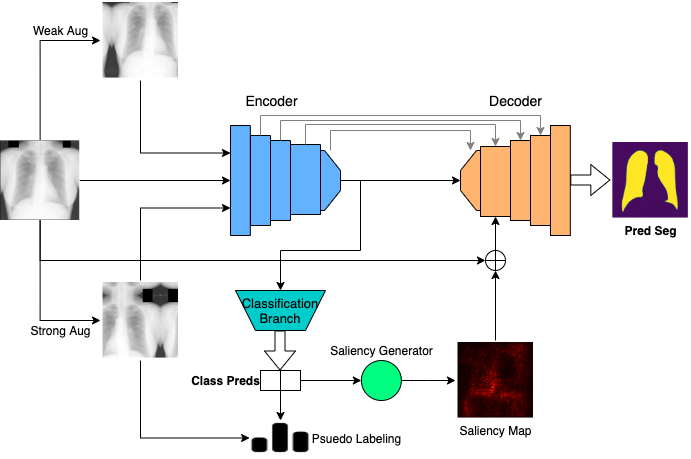 Weak Aug
Encoder
Decoder
Pred Seg
Strong Aug
Classification
Branch
Saliency Generator
Class Preds
Saliency Map
Psuedo Labeling